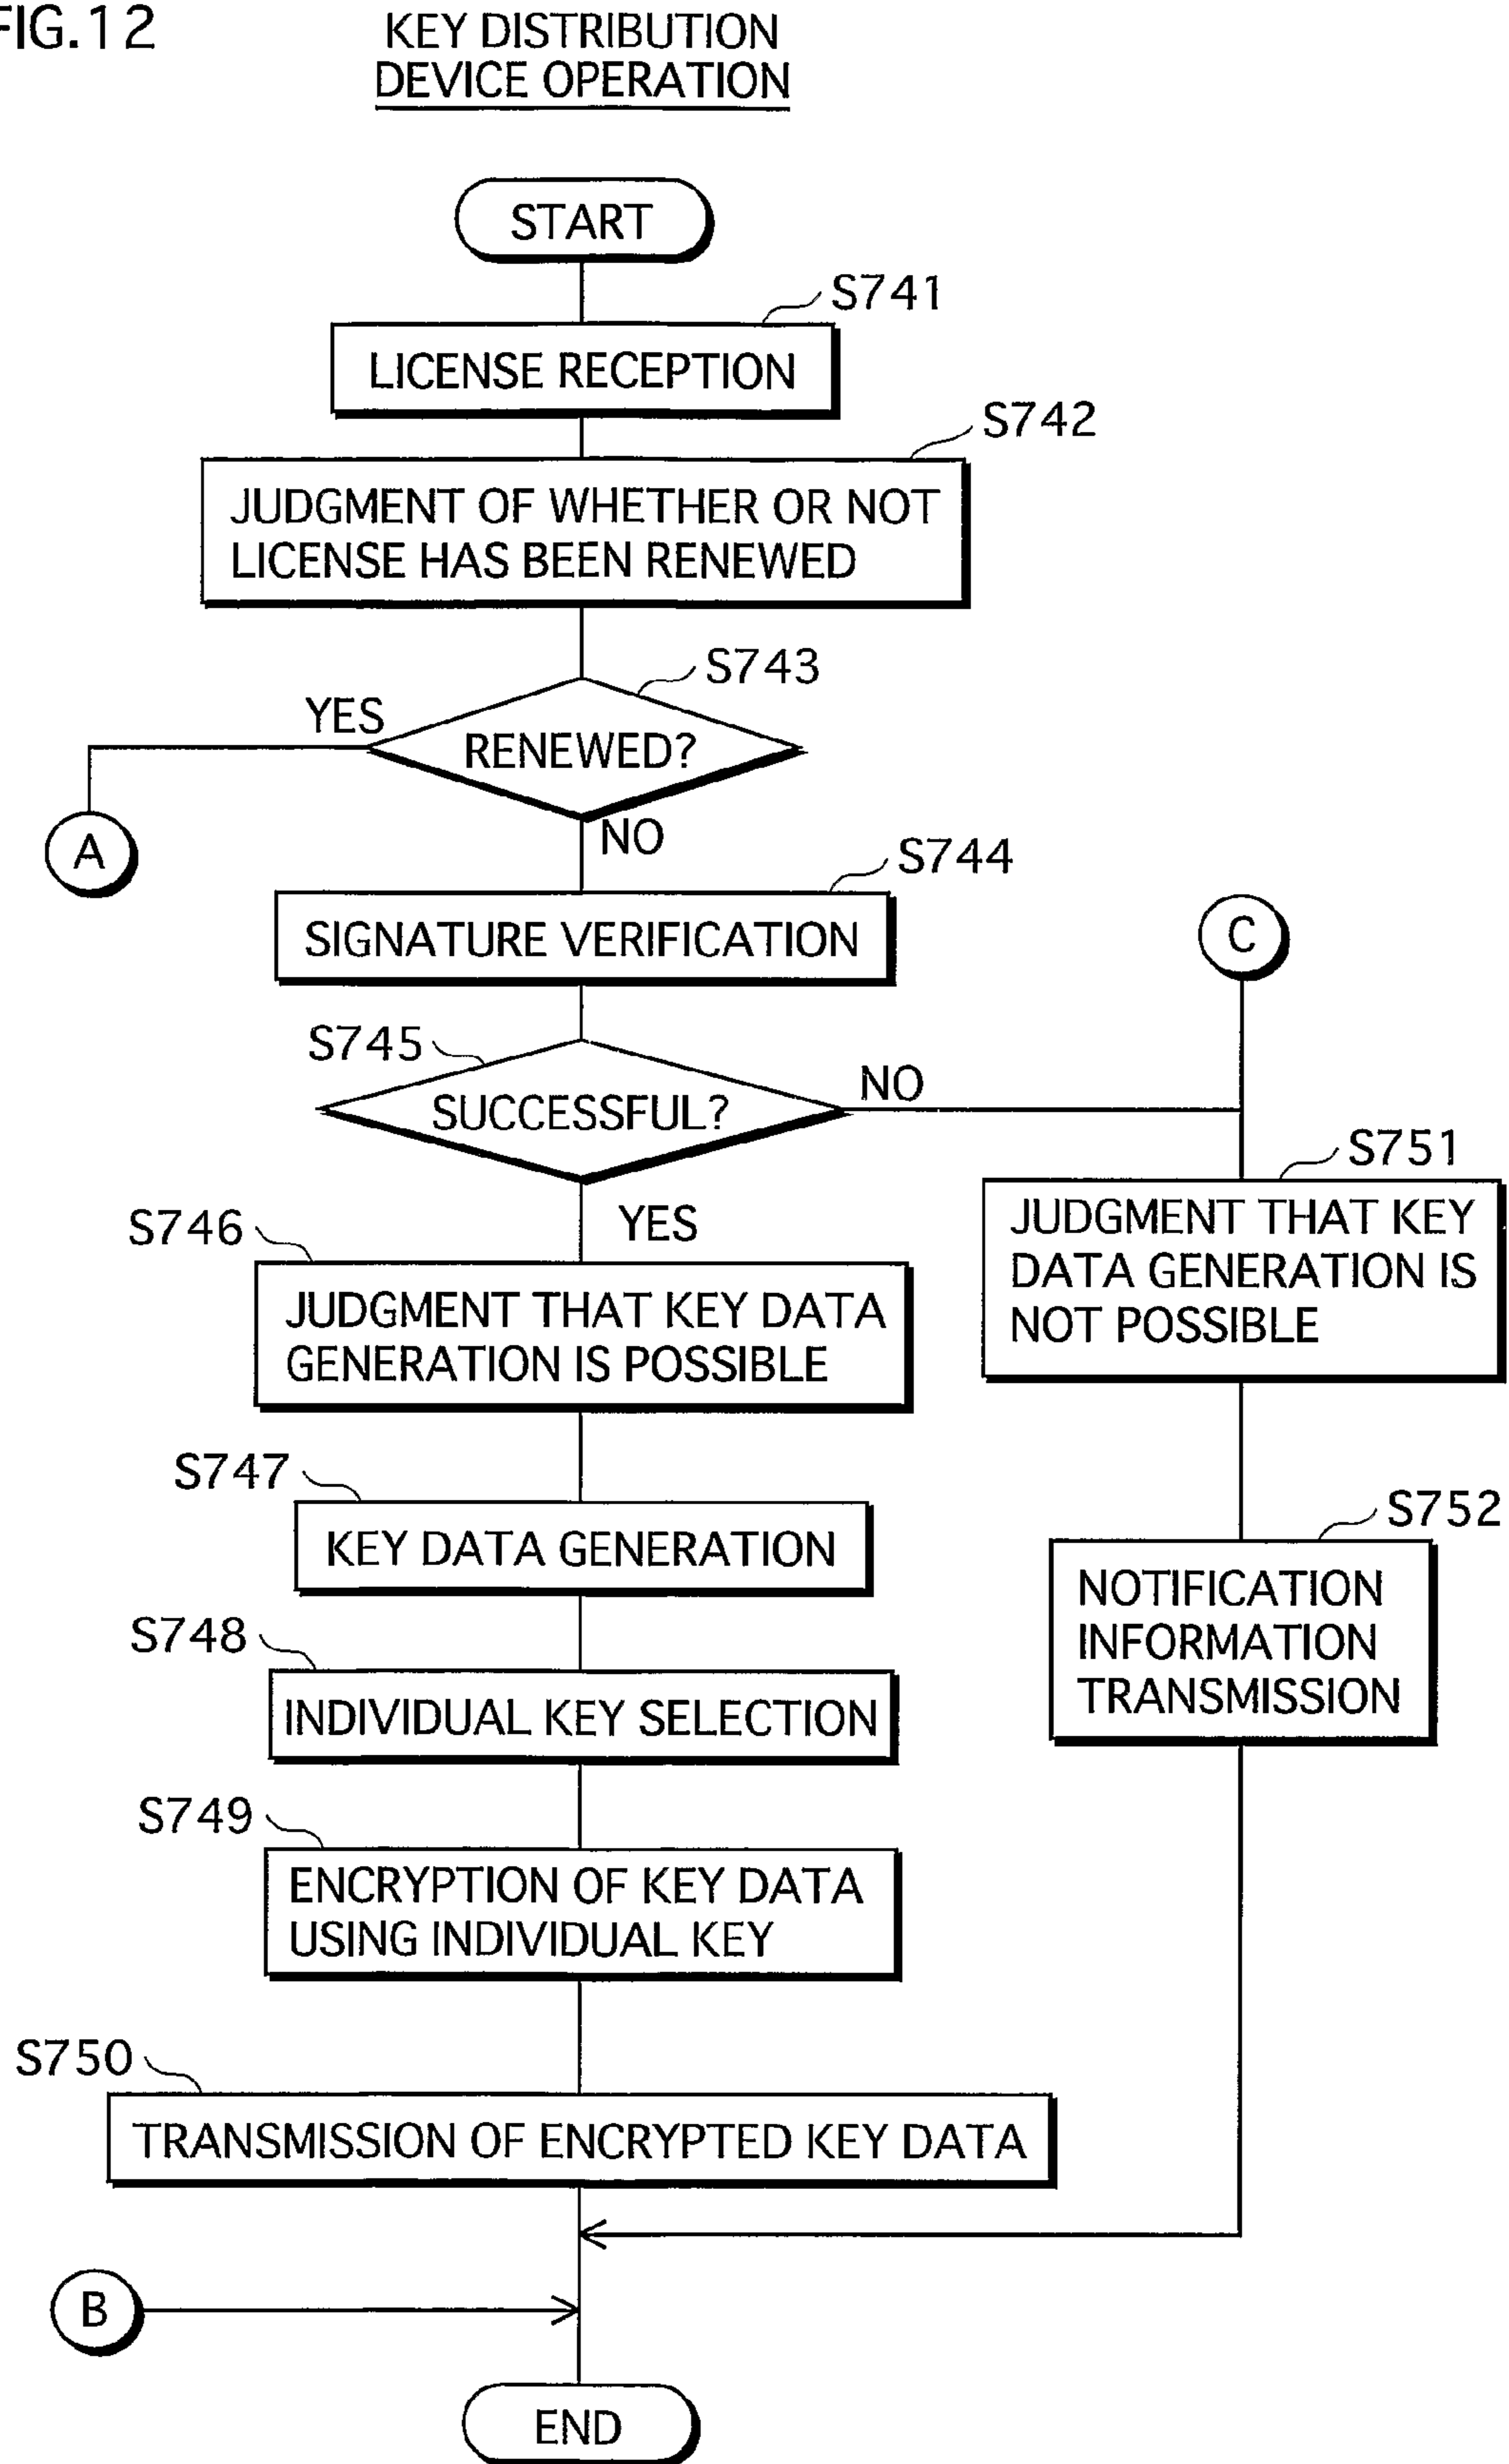 FIG.12
KEY DISTRIBUTION
DEVICE OPERATION
START
S741
LICENSE RECEPTION
S742
JUDGMENT OF WHETHER OR NOT
LICENSE HAS BEEN RENEWED
S743
YES
RENEWED?
A
NO
S744
SIGNATURE VERIFICATION
C
S745
NO
SUCCESSFUL?
S751
JUDGMENT THAT KEY
DATA GENERATION IS
NOT POSSIBLE
YES
S746
JUDGMENT THAT KEY DATA
GENERATION IS POSSIBLE
S747
KEY DATA GENERATION
S752
NOTIFICATION
INFORMATION
TRANSMISSION
S748
INDIVIDUAL KEY SELECTION
S749
ENCRYPTION OF KEY DATA
USING INDIVIDUAL KEY
S750
TRANSMISSION OF ENCRYPTED KEY DATA
B
END